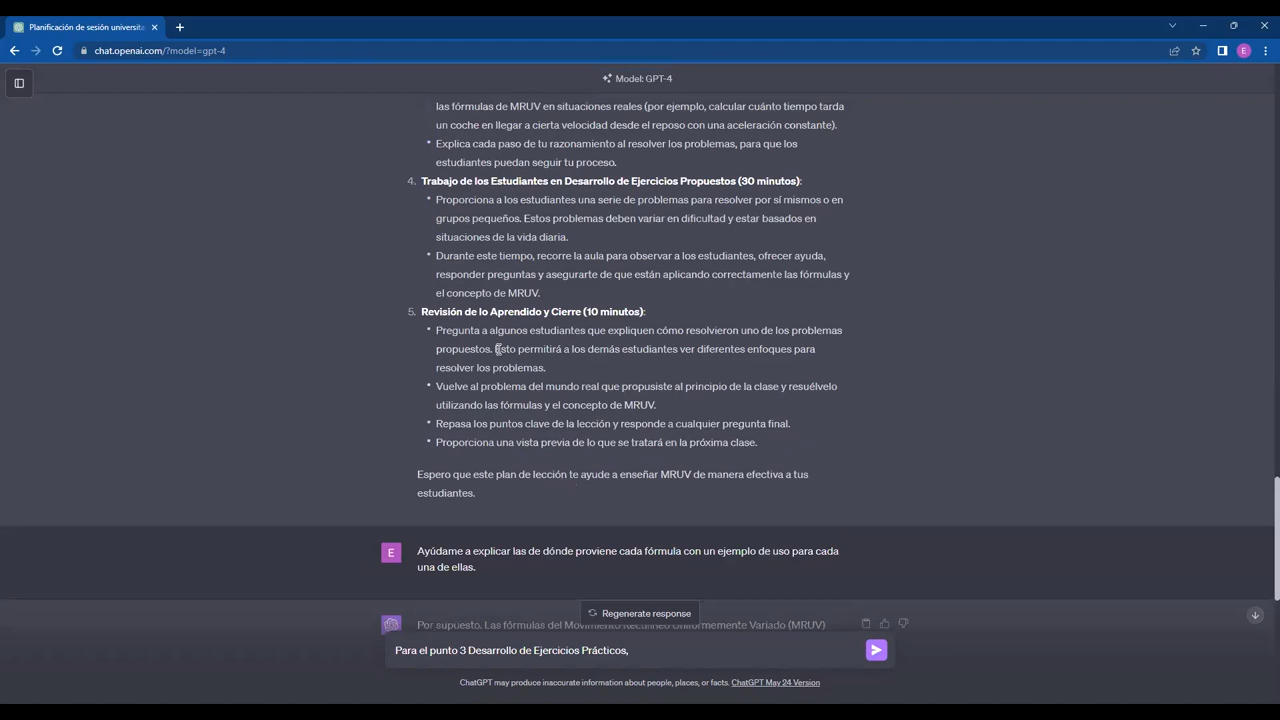 Planificación de sesión universita
chat.openai.com/?model=gpt-4
E
Model: GPT-4
las fórmulas de MRUV en situaciones reales (por ejemplo, calcular cuánto tiempo tarda
un coche en llegar a cierta velocidad desde el reposo con una aceleración constante).
• Explica cada paso de tu razonamiento al resolver los problemas, para que los
estudiantes puedan seguir tu proceso.
4. Trabajo de los Estudiantes en Desarrollo de Ejercicios Propuestos (30 minutos):
• Proporciona a los estudiantes una serie de problemas para resolver por sí mismos o en
grupos pequeños. Estos problemas deben variar en dificultad y estar basados en
situaciones de la vida diaria.
• Durante este tiempo, recorre la aula para observar a los estudiantes, ofrecer ayuda,
responder preguntas y asegurarte de que están aplicando correctamente las fórmulas y
el concepto de MRUV.
5. Revisión de lo Aprendido y Cierre (10 minutos):
• Pregunta a algunos estudiantes que expliquen cómo resolvieron uno de los problemas
propuestos. Esto permitirá a los demás estudiantes ver diferentes enfoques para
resolver los problemas.
• Vuelve al problema del mundo real que propusiste al principio de la clase y resuélvelo
utilizando las fórmulas y el concepto de MRUV.
• Repasa los puntos clave de la lección y responde a cualquier pregunta final.
• Proporciona una vista previa de lo que se tratará en la próxima clase.
Espero que este plan de lección te ayude a enseñar MRUV de manera efectiva a tus
estudiantes.
E
Ayúdame a explicar las de dónde proviene cada fórmula con un ejemplo de uso para cada
una de ellas.
Regenerate response
Por supuesto. Las fórmulas del Movimiento Rectilíneo Uniformemente Variado (MRUV)
Para el punto 3 Desarrollo de Ejercicios Prácticos,
ChatGPT may produce inaccurate information about people, places, or facts. ChatGPT May 24 Version